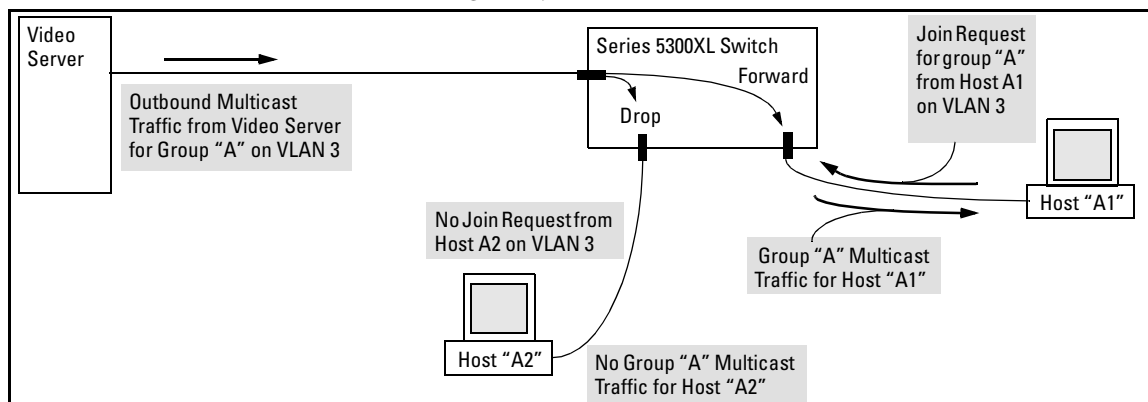 Video
Server
Outbound Multicast
Traffic from Video Server
for Group "A" on VLAN 3
Series 5300XL Switch
Forward
Drop
Join Request
for group "A"
from Host A1
on VLAN 3
Host "A1"
No Join Request from
Host A2 on VLAN 3
Group "A" Multicast
Traffic for Host "A1"
Host "A2"
No Group "A" Multicast
Traffic for Host "A2"